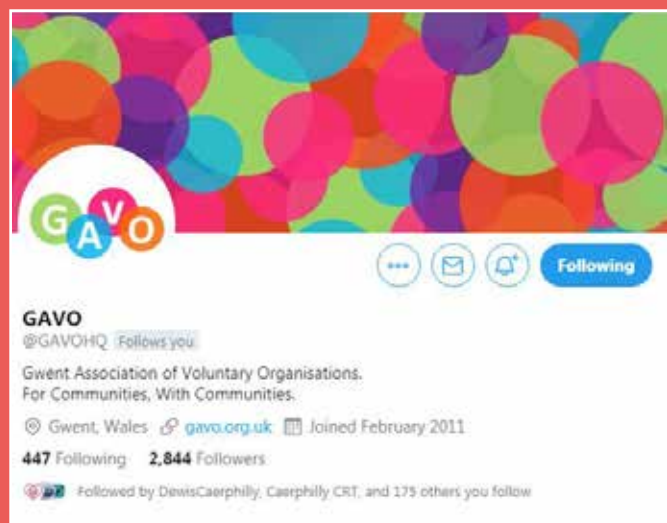 GAVO
Following
GAVO
@GAVOHQ Follows you
Gwent Association of Voluntary Organisations.
For Communities, With Communities.
Gwent, Wales gavo.org.uk Joined February 2011
447 Following 2,844 Followers
Followed by DewisCaerphilly, Caerphilly CRT, and 175 others you follow